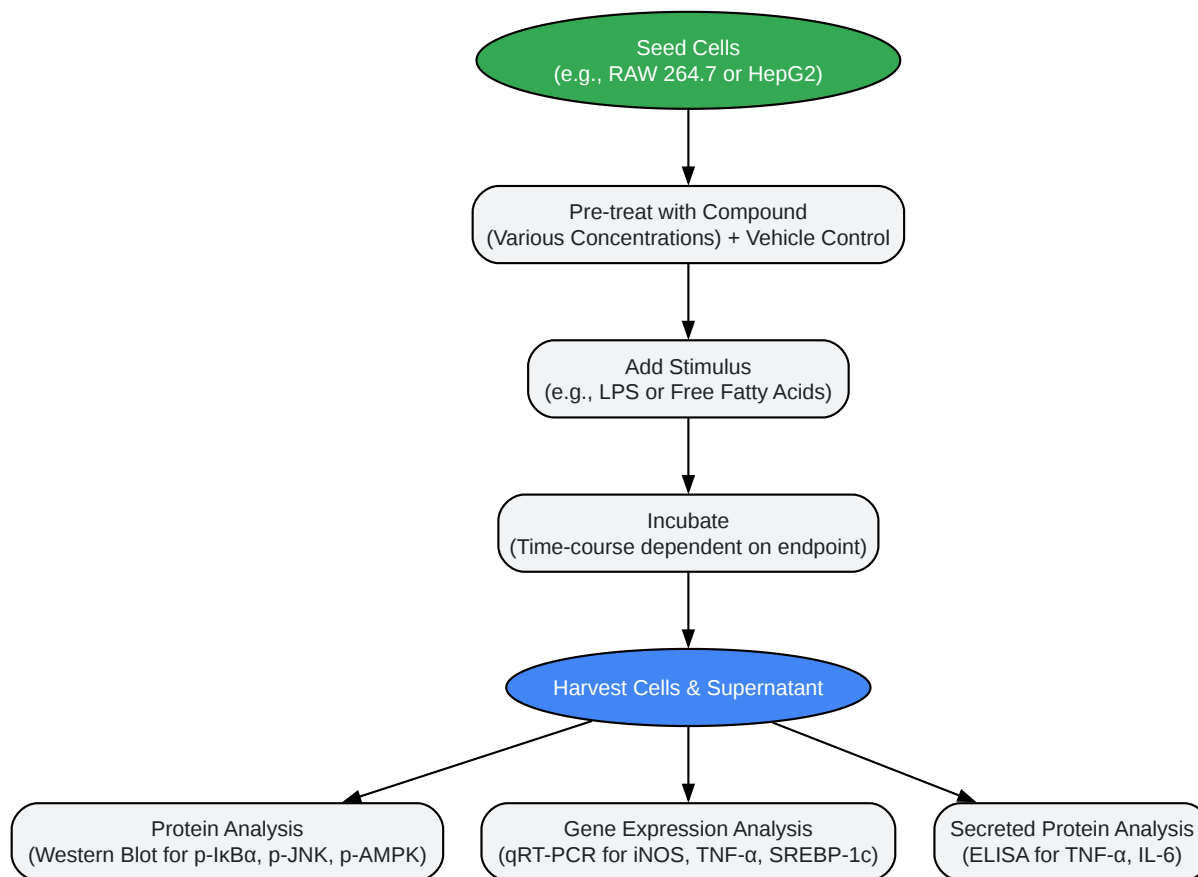 Seed Cells
(e.g., RAW 264.7 or HepG2)
Pre-treat with Compound
(Various Concentrations) + Vehicle Control
Add Stimulus
(e.g., LPS or Free Fatty Acids)
Incubate
(Time-course dependent on endpoint)
Harvest Cells & Supernatant
Protein Analysis
(Western Blot for p-IκBα, p-JNK, p-AMPK)
Gene Expression Analysis
(qRT-PCR for iNOS, TNF-α, SREBP-1c)
Secreted Protein Analysis
(ELISA for TNF-α, IL-6)